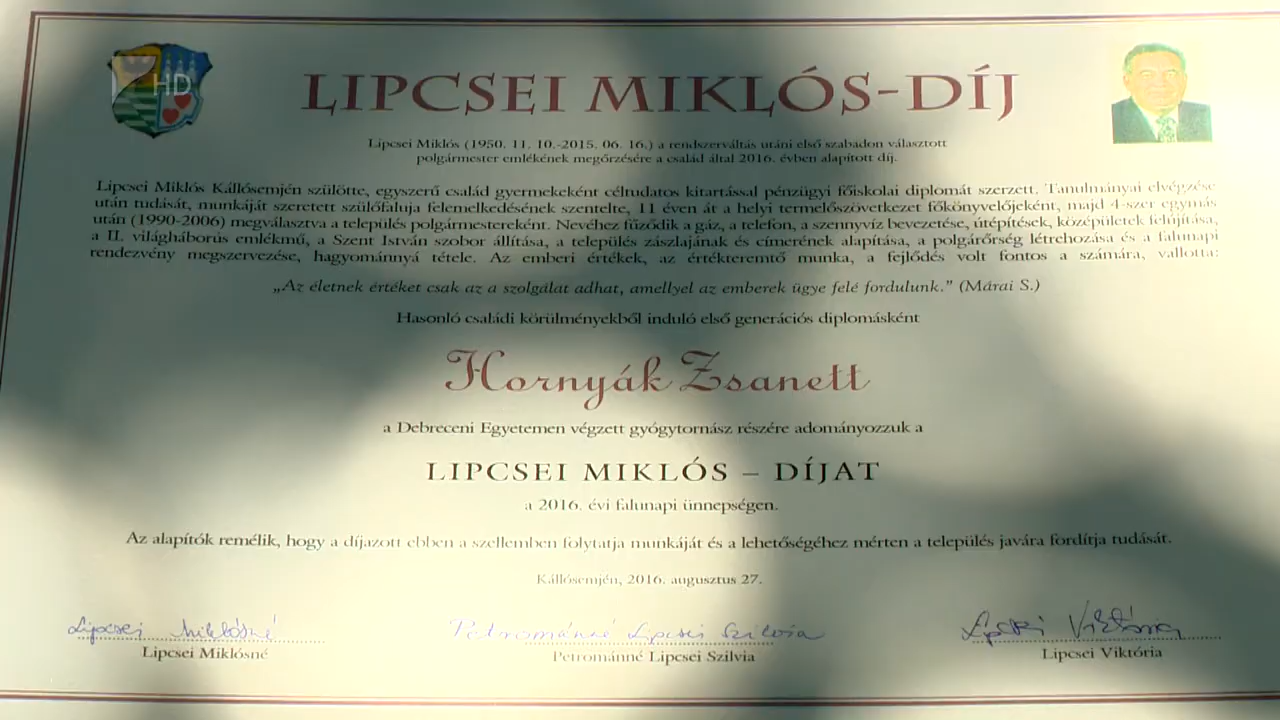 HD
LIPCSEI MIKLÓS-DÍJ
Lipcsei Miklós (1950. 11. 10.-2015. 06. 16.) a rendszerváltás utáni első szabadon választott
polgármester emlékének megőrzésére a család által 2016. évben alapított díj.
Lipcsei Miklós Kállósemjén szülötte, egyszerű család gyermekeként céltudatos kitartással pénzügyi főiskolai diplomát szerzett. Tanulmányai elvégzése
után tudását, munkáját szeretett szülőfaluja felemelkedésének szentelte, 11 éven át a helyi termelőszövetkezet főkönyvelőjeként, majd 4-szer egymás
után (1990-2006) megválasztva a település polgármestereként. Nevéhez fűződik a gáz, a telefon, a szennyvíz bevezetése, útépítések, középületek felújítása,
a II. világháborús emlékmű, a Szent István szobor állítása, a település zászlajának és címerének alapítása, a polgárőrség létrehozása és a falunapi
rendezvény megszervezése, hagyománnyá tétele. Az emberi értékek, az értékteremtő munka, a fejlődés volt fontos a számára, vallotta:
„Az életnek értéket csak az a szolgálat adhat, amellyel az emberek ügye felé fordulunk.” (Márai S.)
Hasonló családi körülményekből induló első generációs diplomásként
Hornyák Zsanett
a Debreceni Egyetemen végzett gyógytornász részére adományozzuk a
LIPCSEI MIKLÓS – DÍJAT
a 2016. évi falunapi ünnepségen.
Az alapítók remélik, hogy a díjazott ebben a szellemben folytatja munkáját és a lehetőségéhez mérten a település javára fordítja tudását.
Kállósemjén, 2016. augusztus 27.
Lipcsei Miklósné Petrománné Lipcsei Szilvia Lipcsei Viktória
Lipcsei Miklósné Petrománné Lipcsei Szilvia Lipcsei Viktória